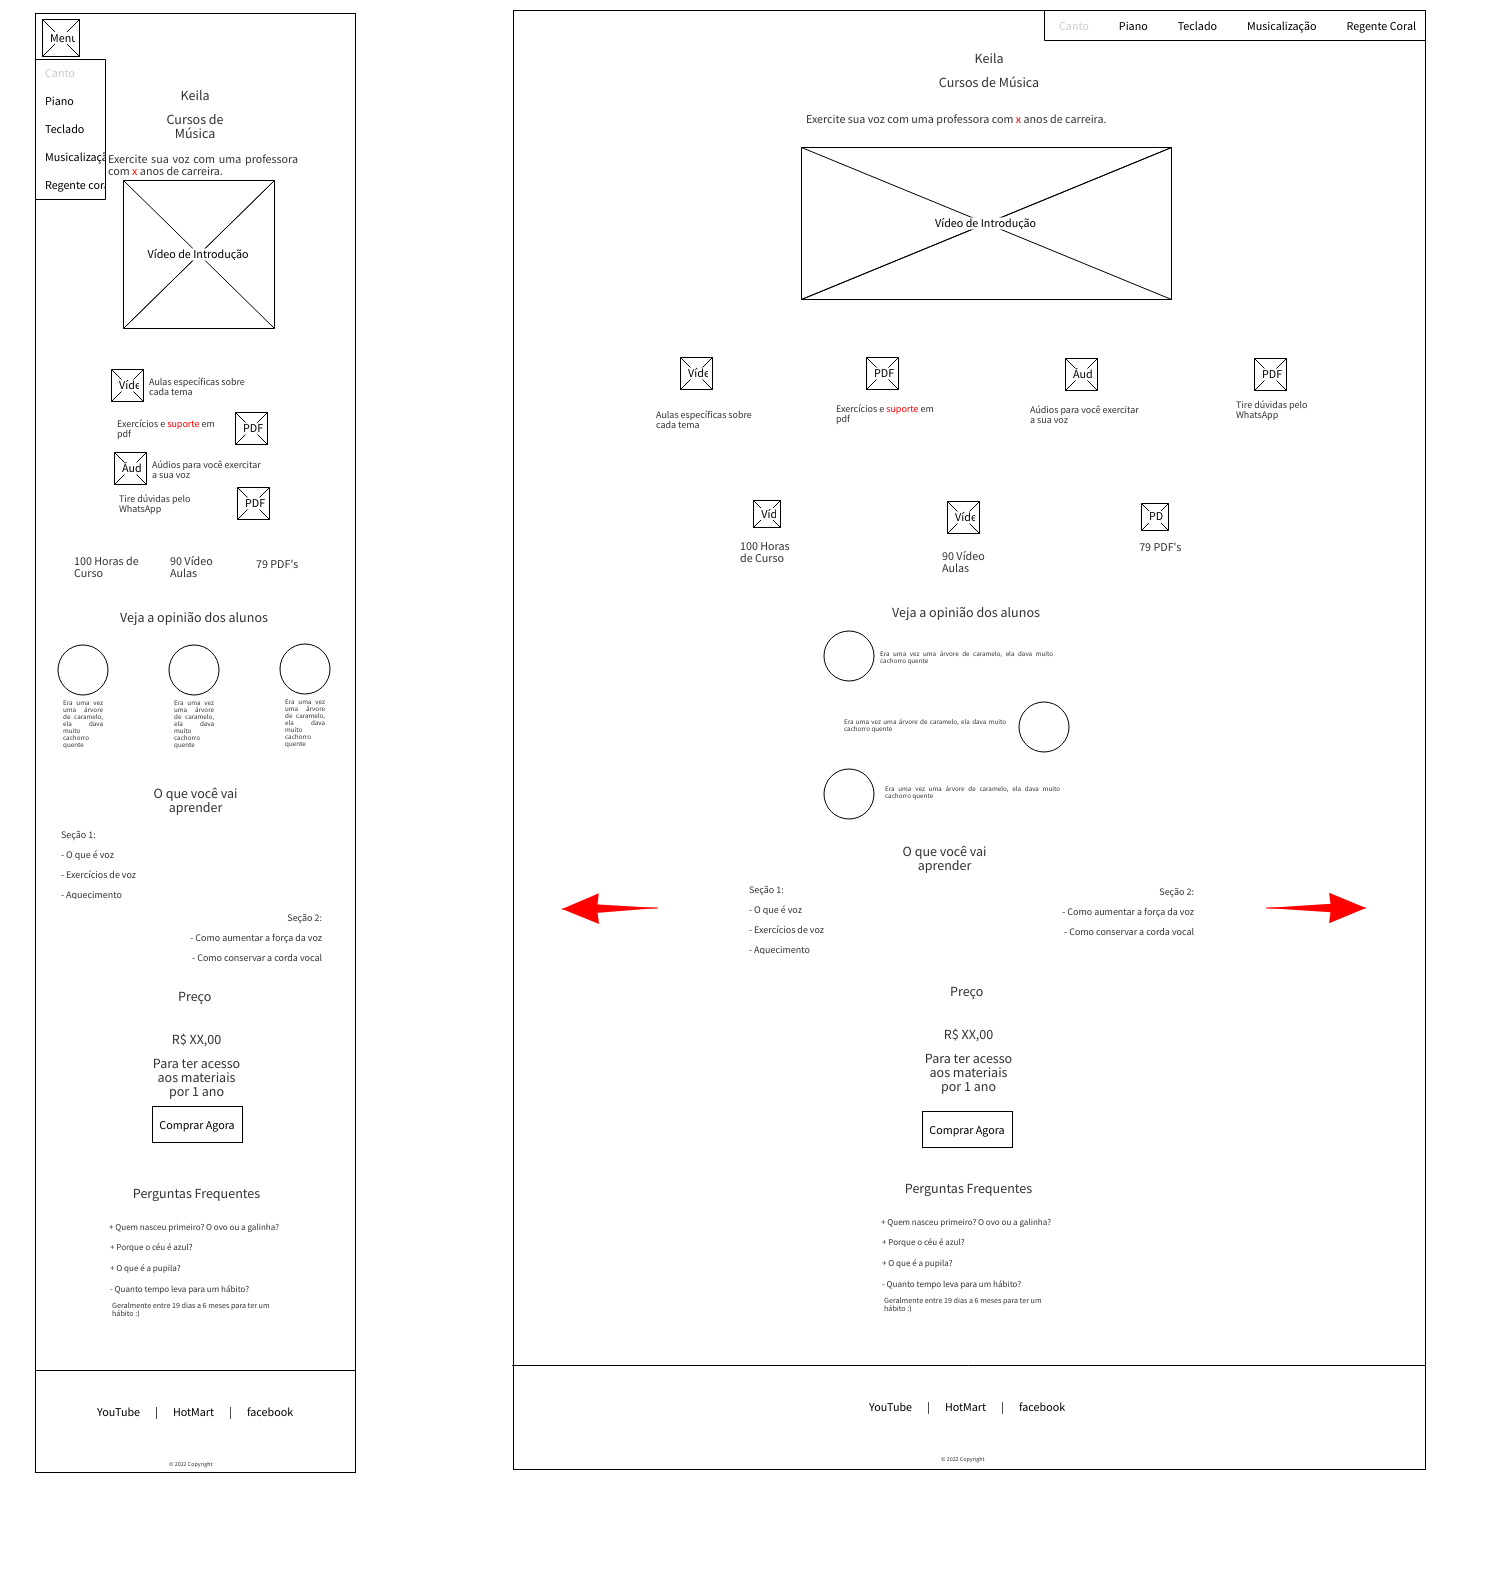 Menu
Canto
Piano
Teclado
Musicalizaçã
Regente cora
Keila
Cursos de
Música
Exercite sua voz com uma professora
com x anos de carreira.
Vídeo de Introdução
Víde
Aulas específicas sobre
cada tema
Exercícios e suporte em
pdf
PDF
Áud
Aúdios para você exercitar
a sua voz
Tire dúvidas pelo
WhatsApp
PDF
100 Horas de
Curso
90 Vídeo
Aulas
79 PDF's
Veja a opinião dos alunos
Era uma vez
uma árvore
de caramelo,
ela dava
muito
cachorro
quente
Era uma vez
uma árvore
de caramelo,
ela dava
muito
cachorro
quente
Era uma vez
uma árvore
de caramelo,
ela dava
muito
cachorro
quente
O que você vai
aprender
Seção 1:
- O que é voz
- Exercícios de voz
- Aquecimento
Seção 2:
- Como aumentar a força da voz
- Como conservar a corda vocal
Preço
R$ XX,00
Para ter acesso
aos materiais
por 1 ano
Comprar Agora
Perguntas Frequentes
+ Quem nasceu primeiro? O ovo ou a galinha?
+ Porque o céu é azul?
+ O que é a pupila?
- Quanto tempo leva para um hábito?
Geralmente entre 19 dias a 6 meses para ter um
hábito :)
YouTube | HotMart | facebook
© 2022 Copyright
Canto Piano Teclado Musicalização Regente Coral
Keila
Cursos de Música
Exercite sua voz com uma professora com x anos de carreira.
Vídeo de Introdução
Víde
Aulas específicas sobre
cada tema
PDF
Exercícios e suporte em
pdf
Áud
Aúdios para você exercitar
a sua voz
PDF
Tire dúvidas pelo
WhatsApp
Víd
100 Horas
de Curso
Víde
90 Vídeo
Aulas
PD
79 PDF's
Veja a opinião dos alunos
Era uma vez uma árvore de caramelo, ela dava muito
cachorro quente
Era uma vez uma árvore de caramelo, ela dava muito
cachorro quente
Era uma vez uma árvore de caramelo, ela dava muito
cachorro quente
O que você vai
aprender
Seção 1:
- O que é voz
- Exercícios de voz
- Aquecimento
Seção 2:
- Como aumentar a força da voz
- Como conservar a corda vocal
Preço
R$ XX,00
Para ter acesso
aos materiais
por 1 ano
Comprar Agora
Perguntas Frequentes
+ Quem nasceu primeiro? O ovo ou a galinha?
+ Porque o céu é azul?
+ O que é a pupila?
- Quanto tempo leva para um hábito?
Geralmente entre 19 dias a 6 meses para ter um
hábito :)
YouTube | HotMart | facebook
© 2022 Copyright